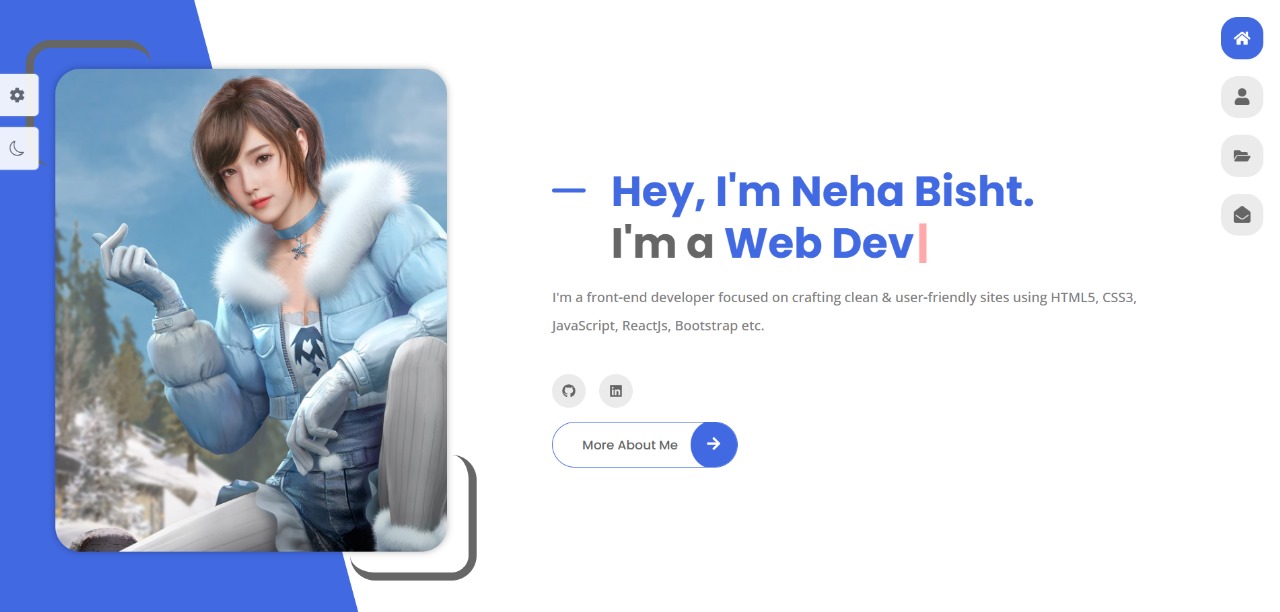 Hey, I'm Neha Bisht.
I'm a Web Dev
I'm a front-end developer focused on crafting clean & user-friendly sites using HTML5, CSS3,
JavaScript, ReactJs, Bootstrap etc.
More About Me